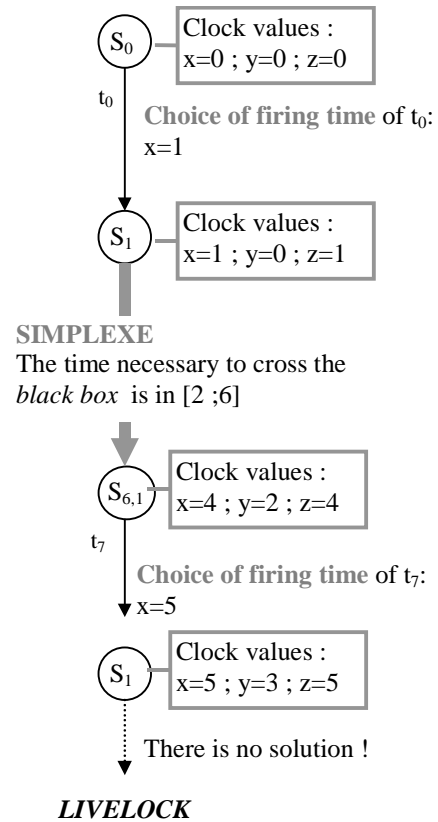 S0
Clock values :
x=0 ; y=0 ; z=0
t0
Choice of firing time of t0:
x=1
S1
Clock values :
x=1 ; y=0 ; z=1
SIMPLEXE
The time necessary to cross the
black box is in [2 ;6]
S6,1
Clock values :
x=4 ; y=2 ; z=4
t7
Choice of firing time of t7:
x=5
S1
Clock values :
x=5 ; y=3 ; z=5
There is no solution !
LIVELOCK